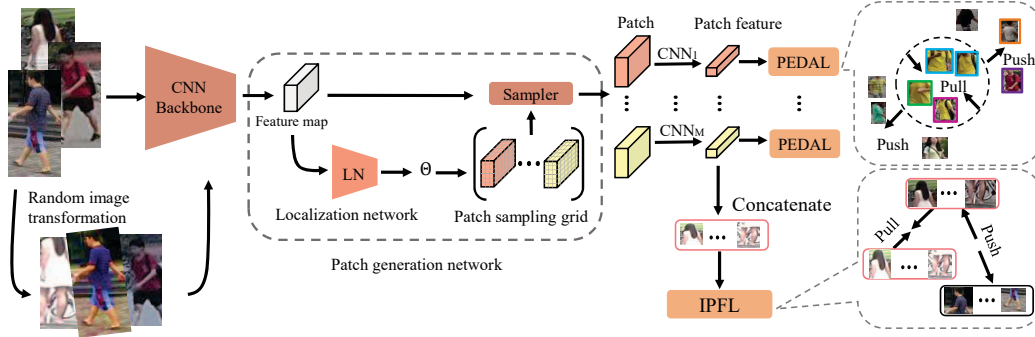 Random image
transformation
CNN
Backbone
Feature map
LN
Localization network
Θ
Sampler
Patch sampling grid
Patch generation network
Patch
Patch feature
CNN1
PEDAL
CNNM
PEDAL
Concatenate
IPFL
Push
Pull
Push
Pull
Push